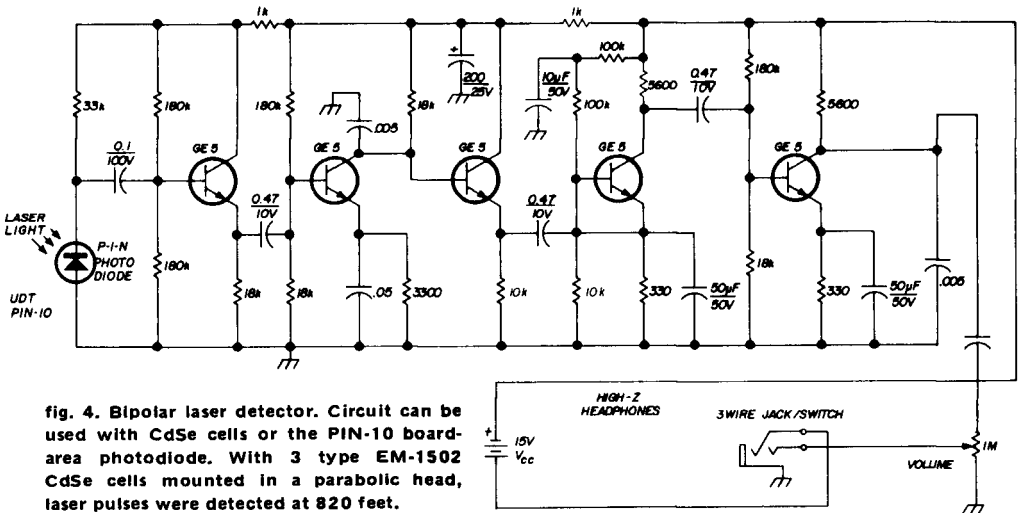 1k
1k
33k
180k
180k
200
25V
18k
10µF
50V
100k
100k
5600
0.47
10V
180k
5600
.005
GE 5
GE 5
GE 5
GE 5
GE 5
0.1
100V
LASER
LIGHT
P-I-N
PHOTO
DIODE
UDT
PIN-10
180k
0.47
10V
18k
18k
.05
3300
0.47
10V
10k
10k
330
50µF
50V
18k
330
50µF
50V
.005
fig. 4. Bipolar laser detector. Circuit can be
used with CdSe cells or the PIN-10 board-
area photodiode. With 3 type EM-1502
CdSe cells mounted in a parabolic head,
laser pulses were detected at 820 feet.
+
15V
VCC
HIGH-Z
HEADPHONES
3 WIRE JACK/SWITCH
VOLUME
1M